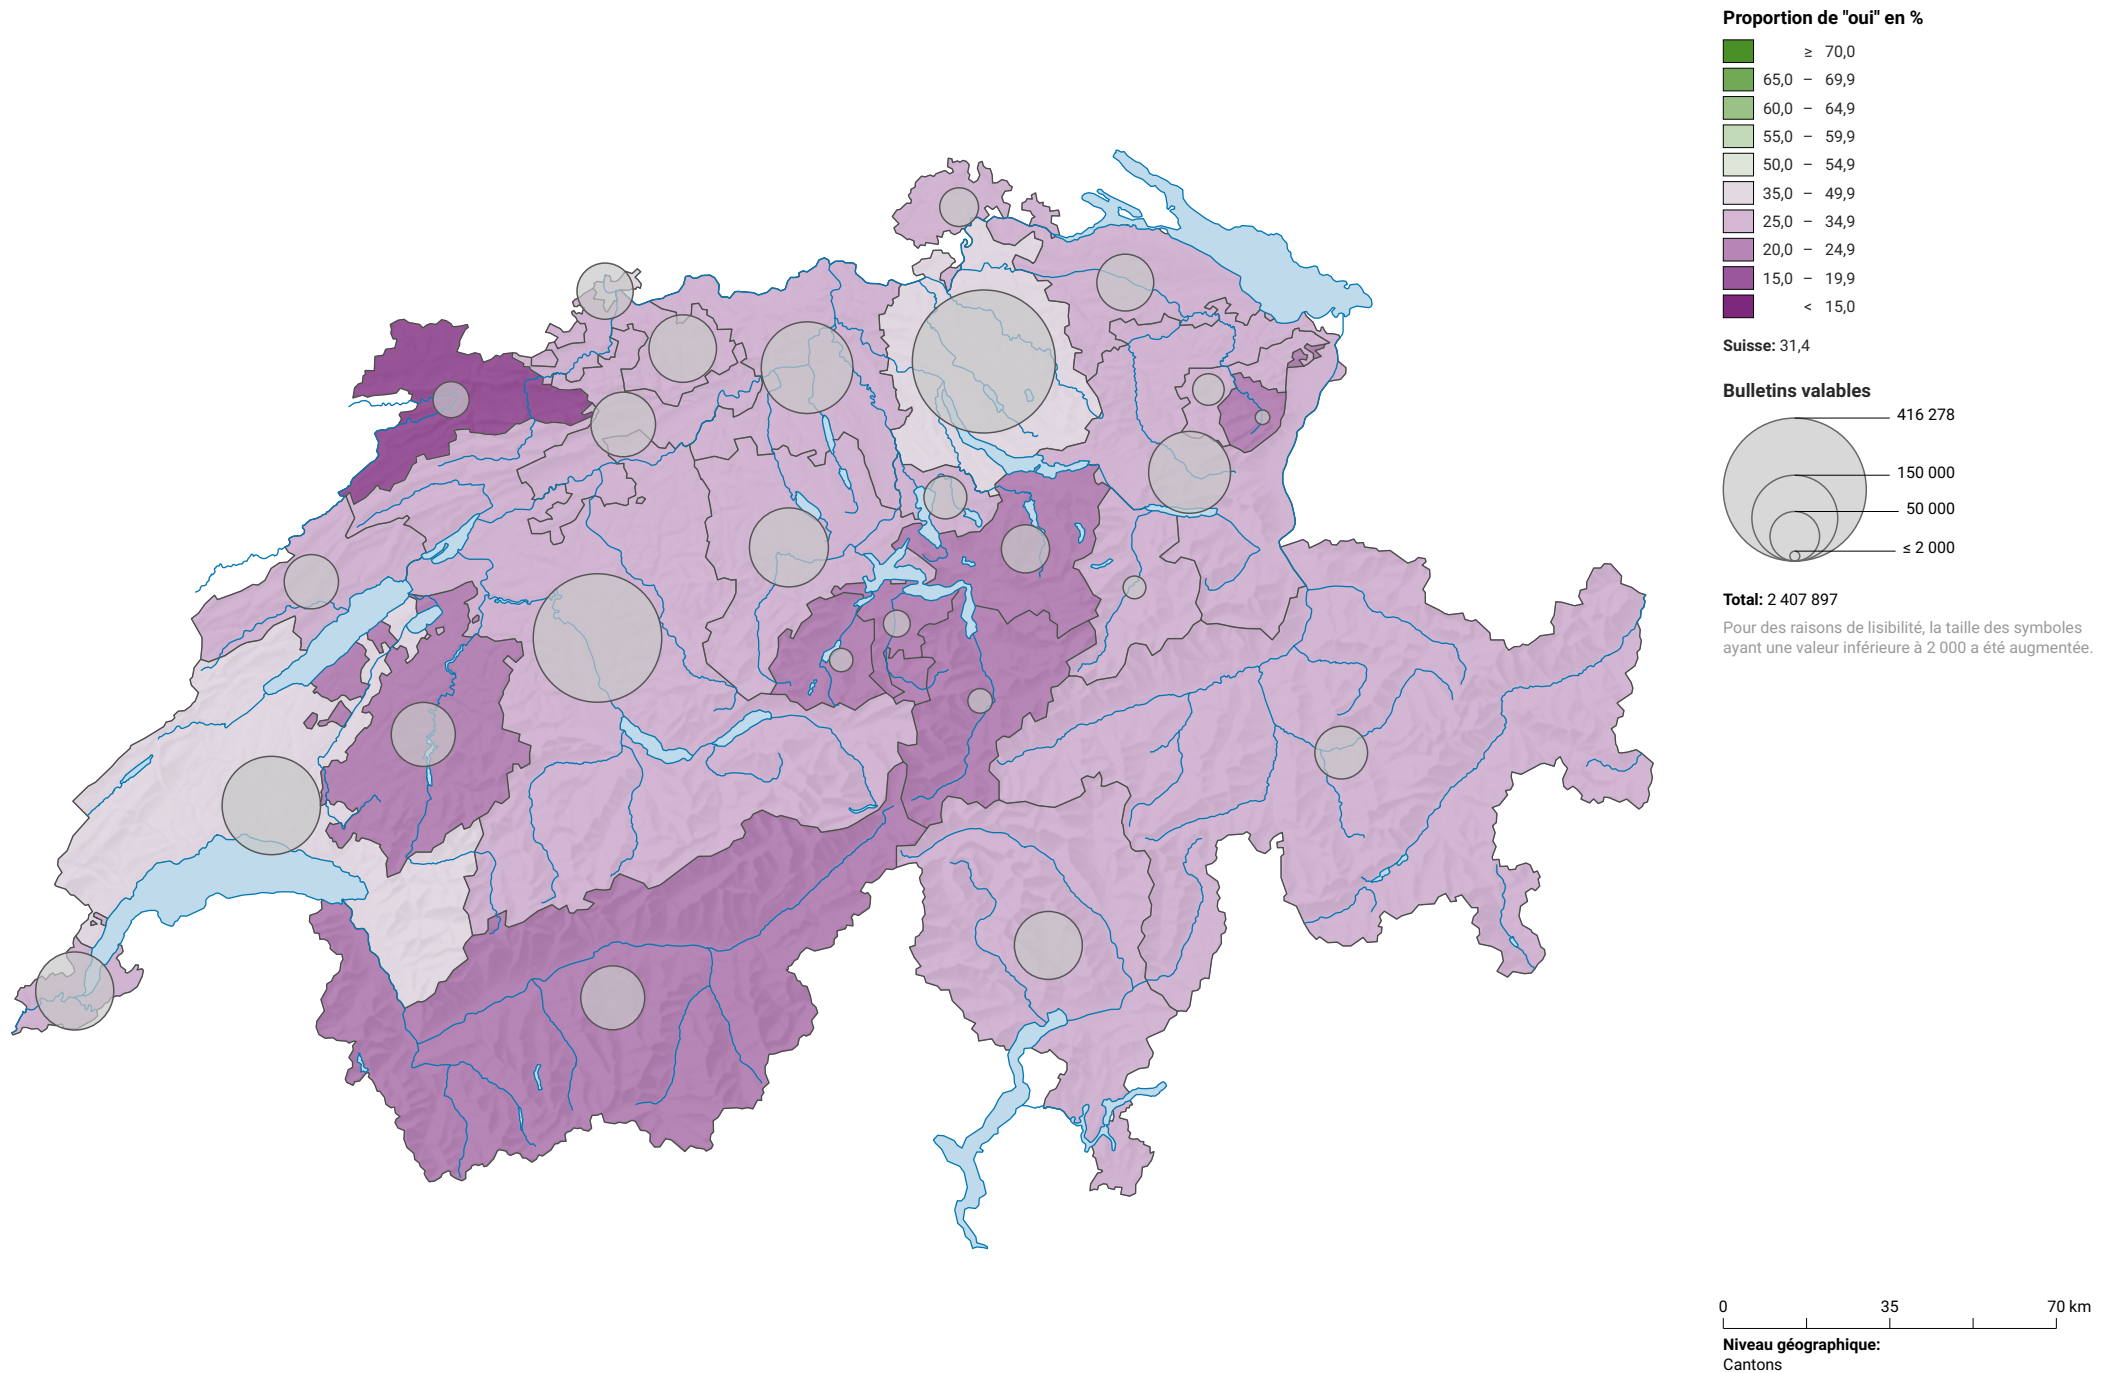 Proportion de "oui" en %
≥ 70,0
65,0 – 69,9
60,0 – 64,9
55,0 – 59,9
50,0 – 54,9
35,0 – 49,9
25,0 – 34,9
20,0 – 24,9
15,0 – 19,9
< 15,0
Suisse: 31,4
Bulletins valables
416 278
150 000
50 000
≤ 2 000
Total: 2 407 897
Pour des raisons de lisibilité, la taille des symboles
ayant une valeur inférieure à 2 000 a été augmentée.
0 35 70 km
Niveau géographique:
Cantons